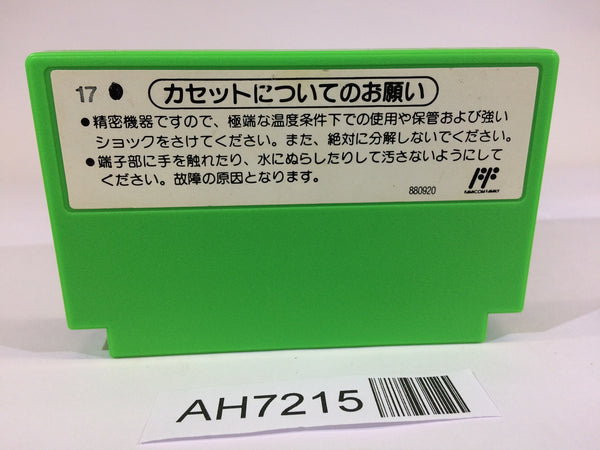 17
カセットについてのお願い
●精密機器ですので、極端な温度条件下での使用や保管および強い
ショックをさけてください。また、絶対に分解しないでください。
●端子部に手を触れたり、水にぬらしたりして汚さないようにして
ください。故障の原因となります。
880920
FAMICOM FAMILY
AH7215